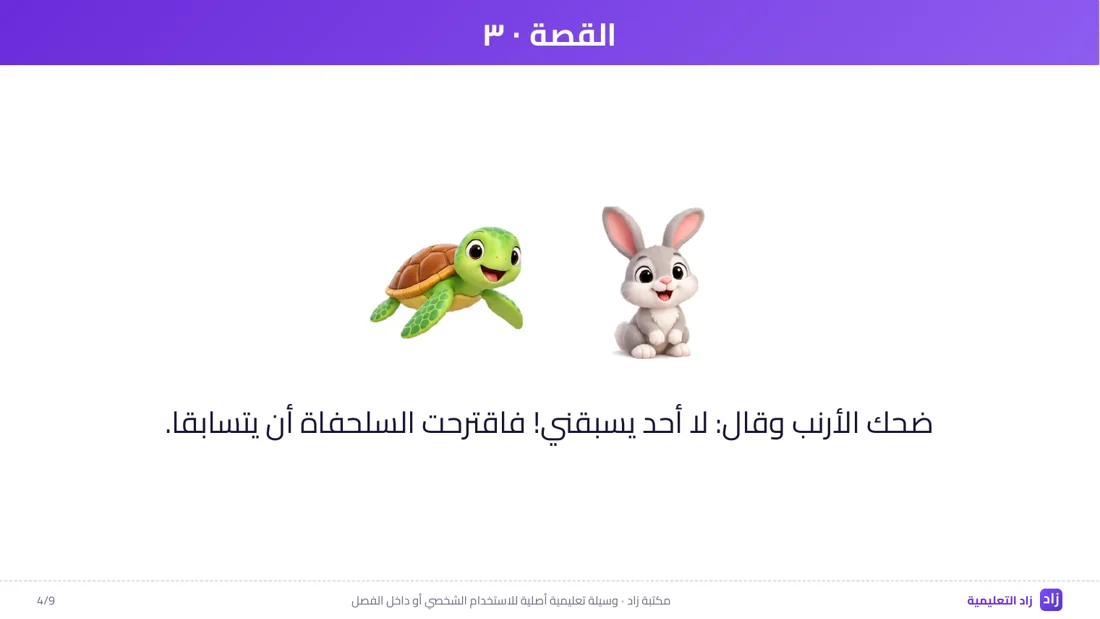 القصة · ٣
ضحك الأرنب وقال: لا أحد يسبقني! فاقترحت السلحفاة أن يتسابقا.
زاد زاد التعليمية
مكتبة زاد · وسيلة تعليمية أصلية للاستخدام الشخصي أو داخل الفصل
4/9